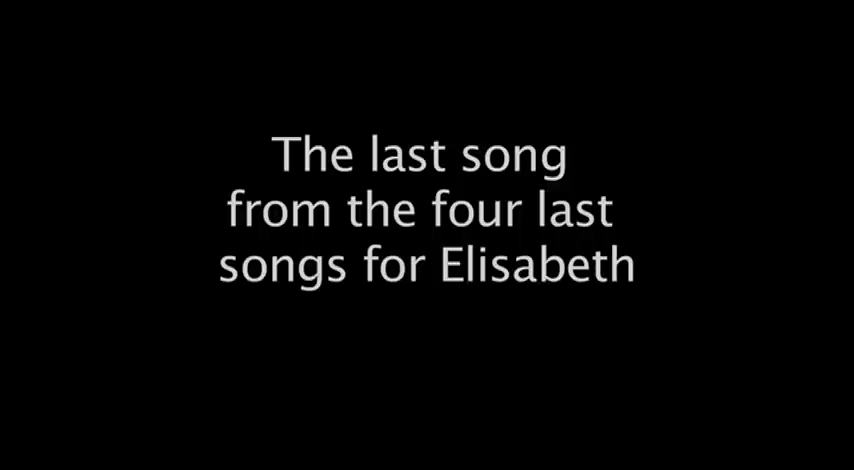 The last song
from the four last
songs for Elisabeth